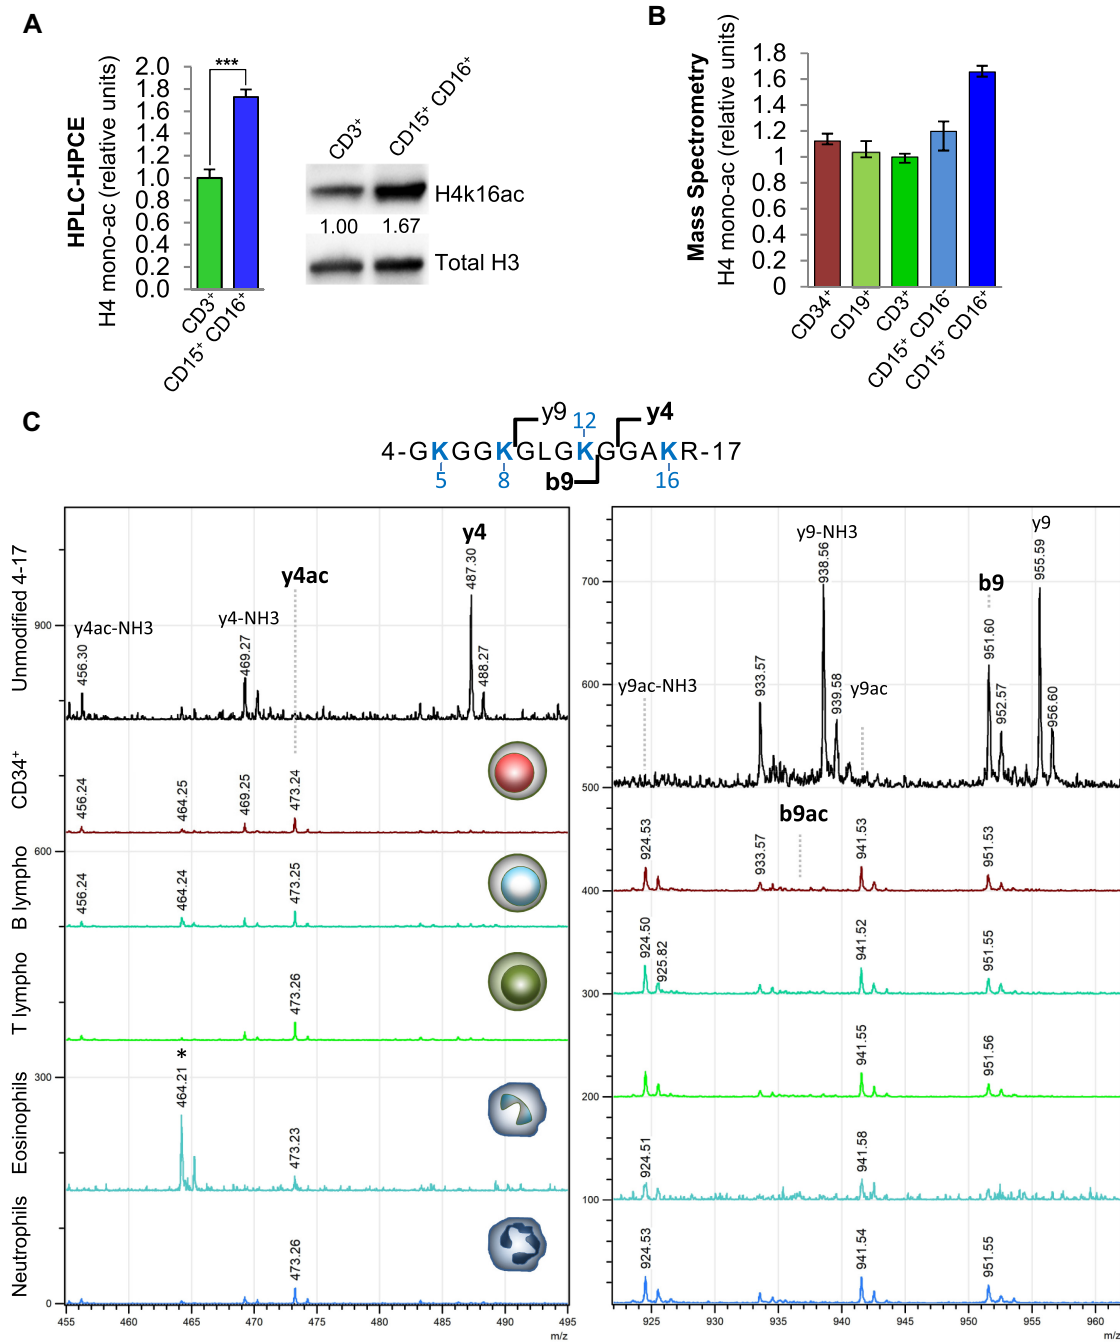 A
HPLC-HPCE
H4 mono-ac (relative units)
2.0
1.8
1.6
1.4
1.2
1.0
0.8
0.6
0.4
0.2
0.0
***
CD3⁺
CD15⁺ CD16⁺
CD3⁺
CD15⁺ CD16⁺
H4k16ac
1.00 1.67
Total H3
B
Mass Spectrometry
H4 mono-ac (relative units)
1.8
1.6
1.4
1.2
1
0.8
0.6
0.4
0.2
0
CD34⁺
CD19⁺
CD3⁺
CD15⁺ CD16⁻
CD15⁺ CD16⁺
C
y9 12 y4
4-GKGGKGLGKGGAKR-17
5 8 b9 16
Unmodified 4-17
900
y4ac-NH3
456.30
y4-NH3
469.27
y4ac
y4
487.30
488.27
CD34⁺
456.24
464.25
469.25
473.24
600
B lympho
456.24
464.24
473.25
T lympho
473.26
300
Eosinophils
*
464.21
473.23
Neutrophils
473.26
0
455 460 470 475 480 485 490 495
m/z
700
600
500
400
300
200
100
y9ac-NH3
933.57
y9-NH3
938.56
939.58
y9ac
b9
951.60
952.57
y9
955.59
956.60
b9ac
924.53
933.57
941.53
951.53
924.50
925.82
941.52
951.55
941.55
951.56
924.51
941.58
924.53
941.54
951.55
925 930 935 940 945 950 955 960
m/z